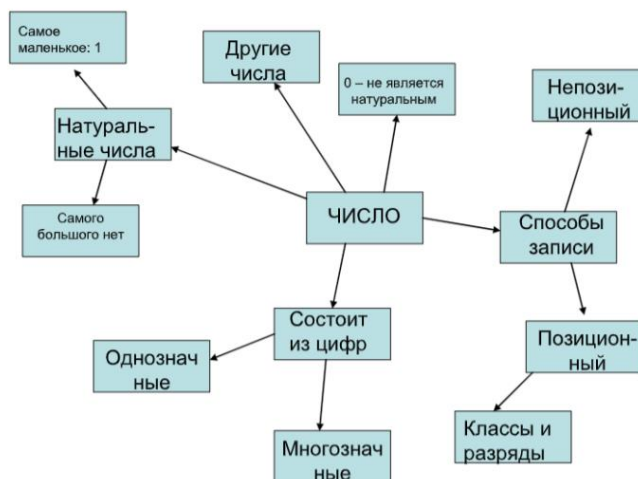 Самое
маленькое: 1
Другие
числа
0 – не является
натуральным
Непози-
ционный
Натураль-
ные числа
Самого
большого нет
ЧИСЛО
Способы
записи
Состоит
из цифр
Однознач
ные
Позицион-
ный
Многознач
ные
Классы и
разряды